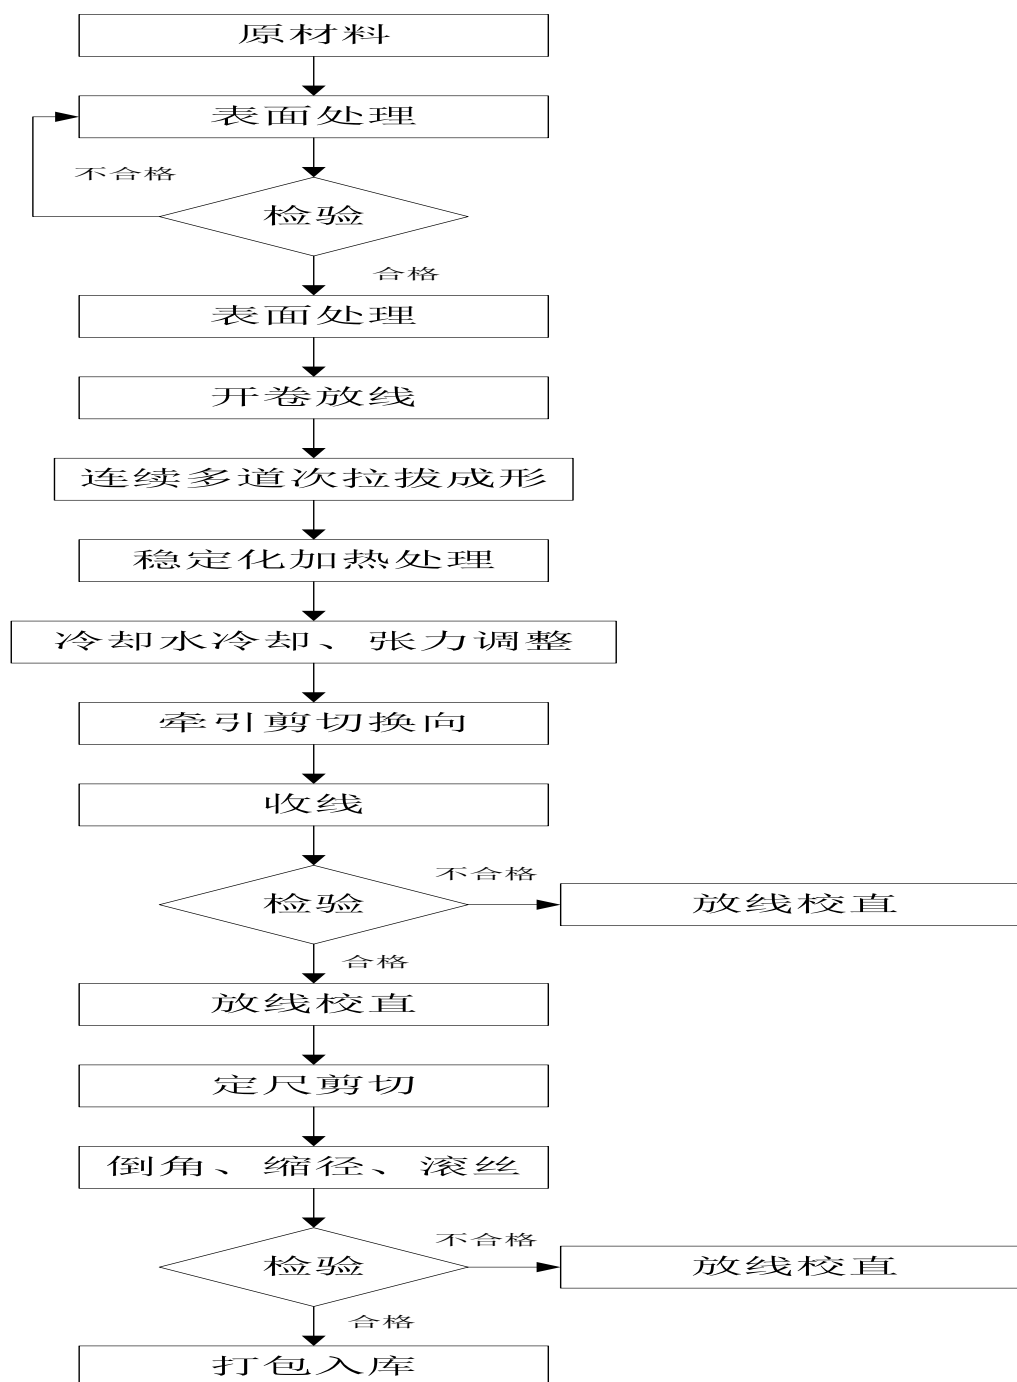 原材料
表面处理
不合格
检验
合格
表面处理
开卷放线
连续多道次拉拔成形
稳定化加热处理
冷却水冷却、张力调整
牵引剪切换向
收线
不合格
检验
放线校直
合格
放线校直
定尺剪切
倒角、缩径、滚丝
不合格
检验
放线校直
合格
打包入库